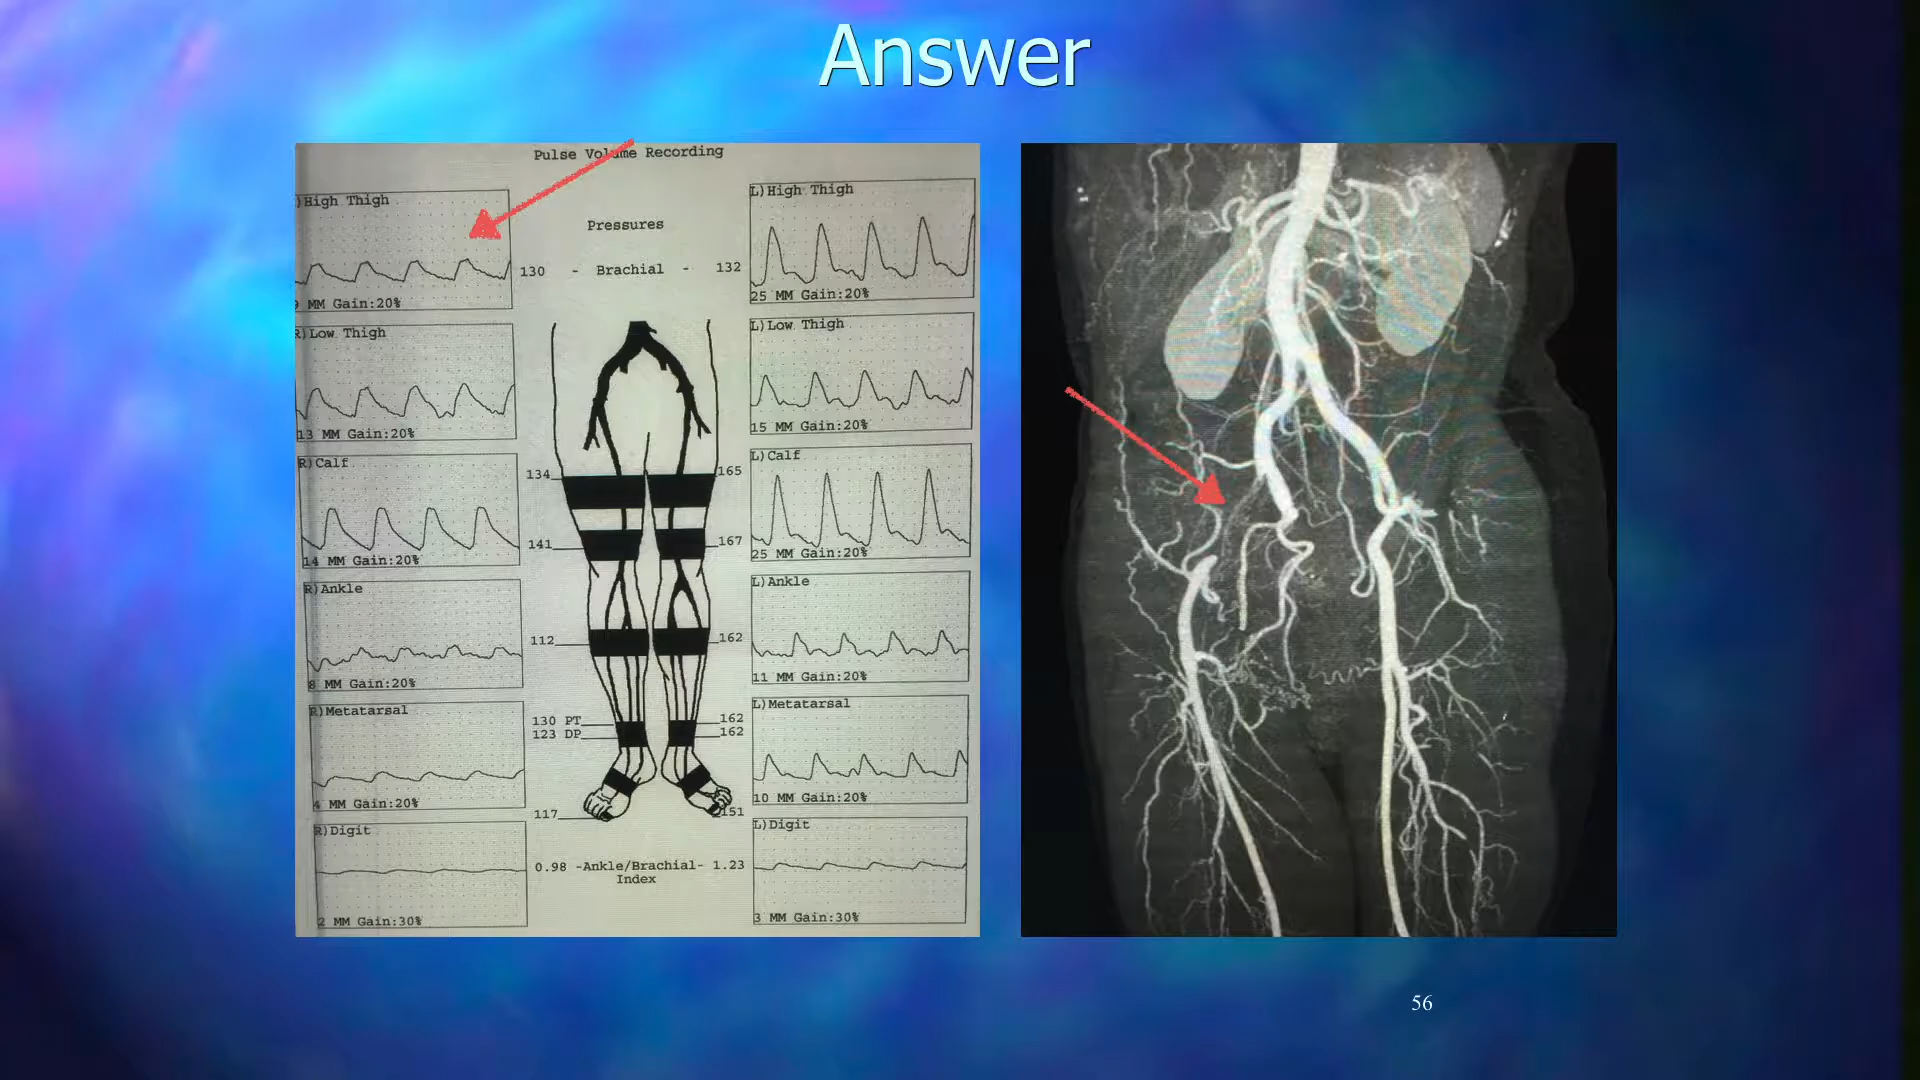 Answer
Pulse Volume Recording
)High Thigh
MM Gain:20%
R)Low Thigh
13 MM Gain:20%
R)Calf
14 MM Gain:20%
R)Ankle
8 MM Gain:20%
R)Metatarsal
4 MM Gain:20%
R)Digit
2 MM Gain:30%
Pressures
130 - Brachial - 132
134 165
141 167
112 162
130 PT 162
123 DP 162
117 151
0.98 -Ankle/Brachial- 1.23
Index
L)High Thigh
25 MM Gain:20%
L)Low Thigh
15 MM Gain:20%
L)Calf
25 MM Gain:20%
L)Ankle
11 MM Gain:20%
L)Metatarsal
10 MM Gain:20%
L)Digit
3 MM Gain:30%
56